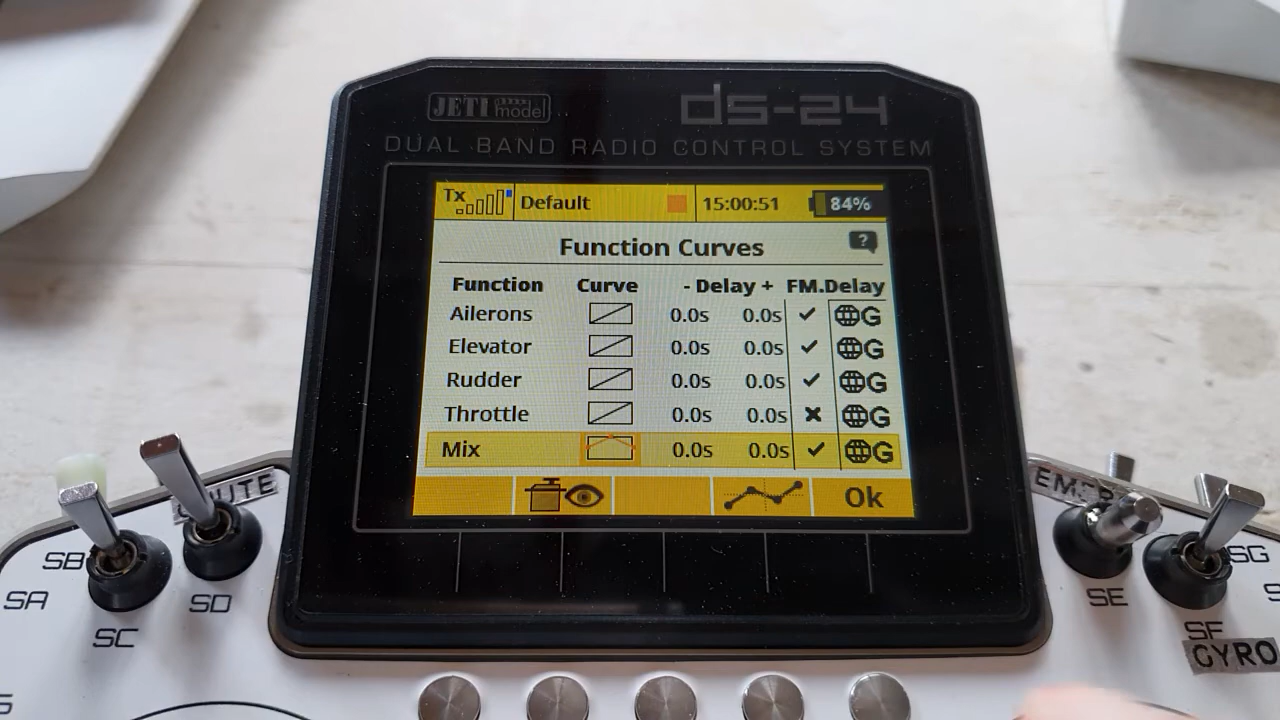 JETI model
ds-24
DUAL BAND RADIO CONTROL SYSTEM
Tx Default 15:00:51 84%
Function Curves ?
Function Curve - Delay + FM.Delay
Ailerons 0.0s 0.0s G
Elevator 0.0s 0.0s G
Rudder 0.0s 0.0s G
Throttle 0.0s 0.0s G
Mix 0.0s 0.0s G
Ok
SB
SA
SD
SC
SE
SG
SF
GYRO